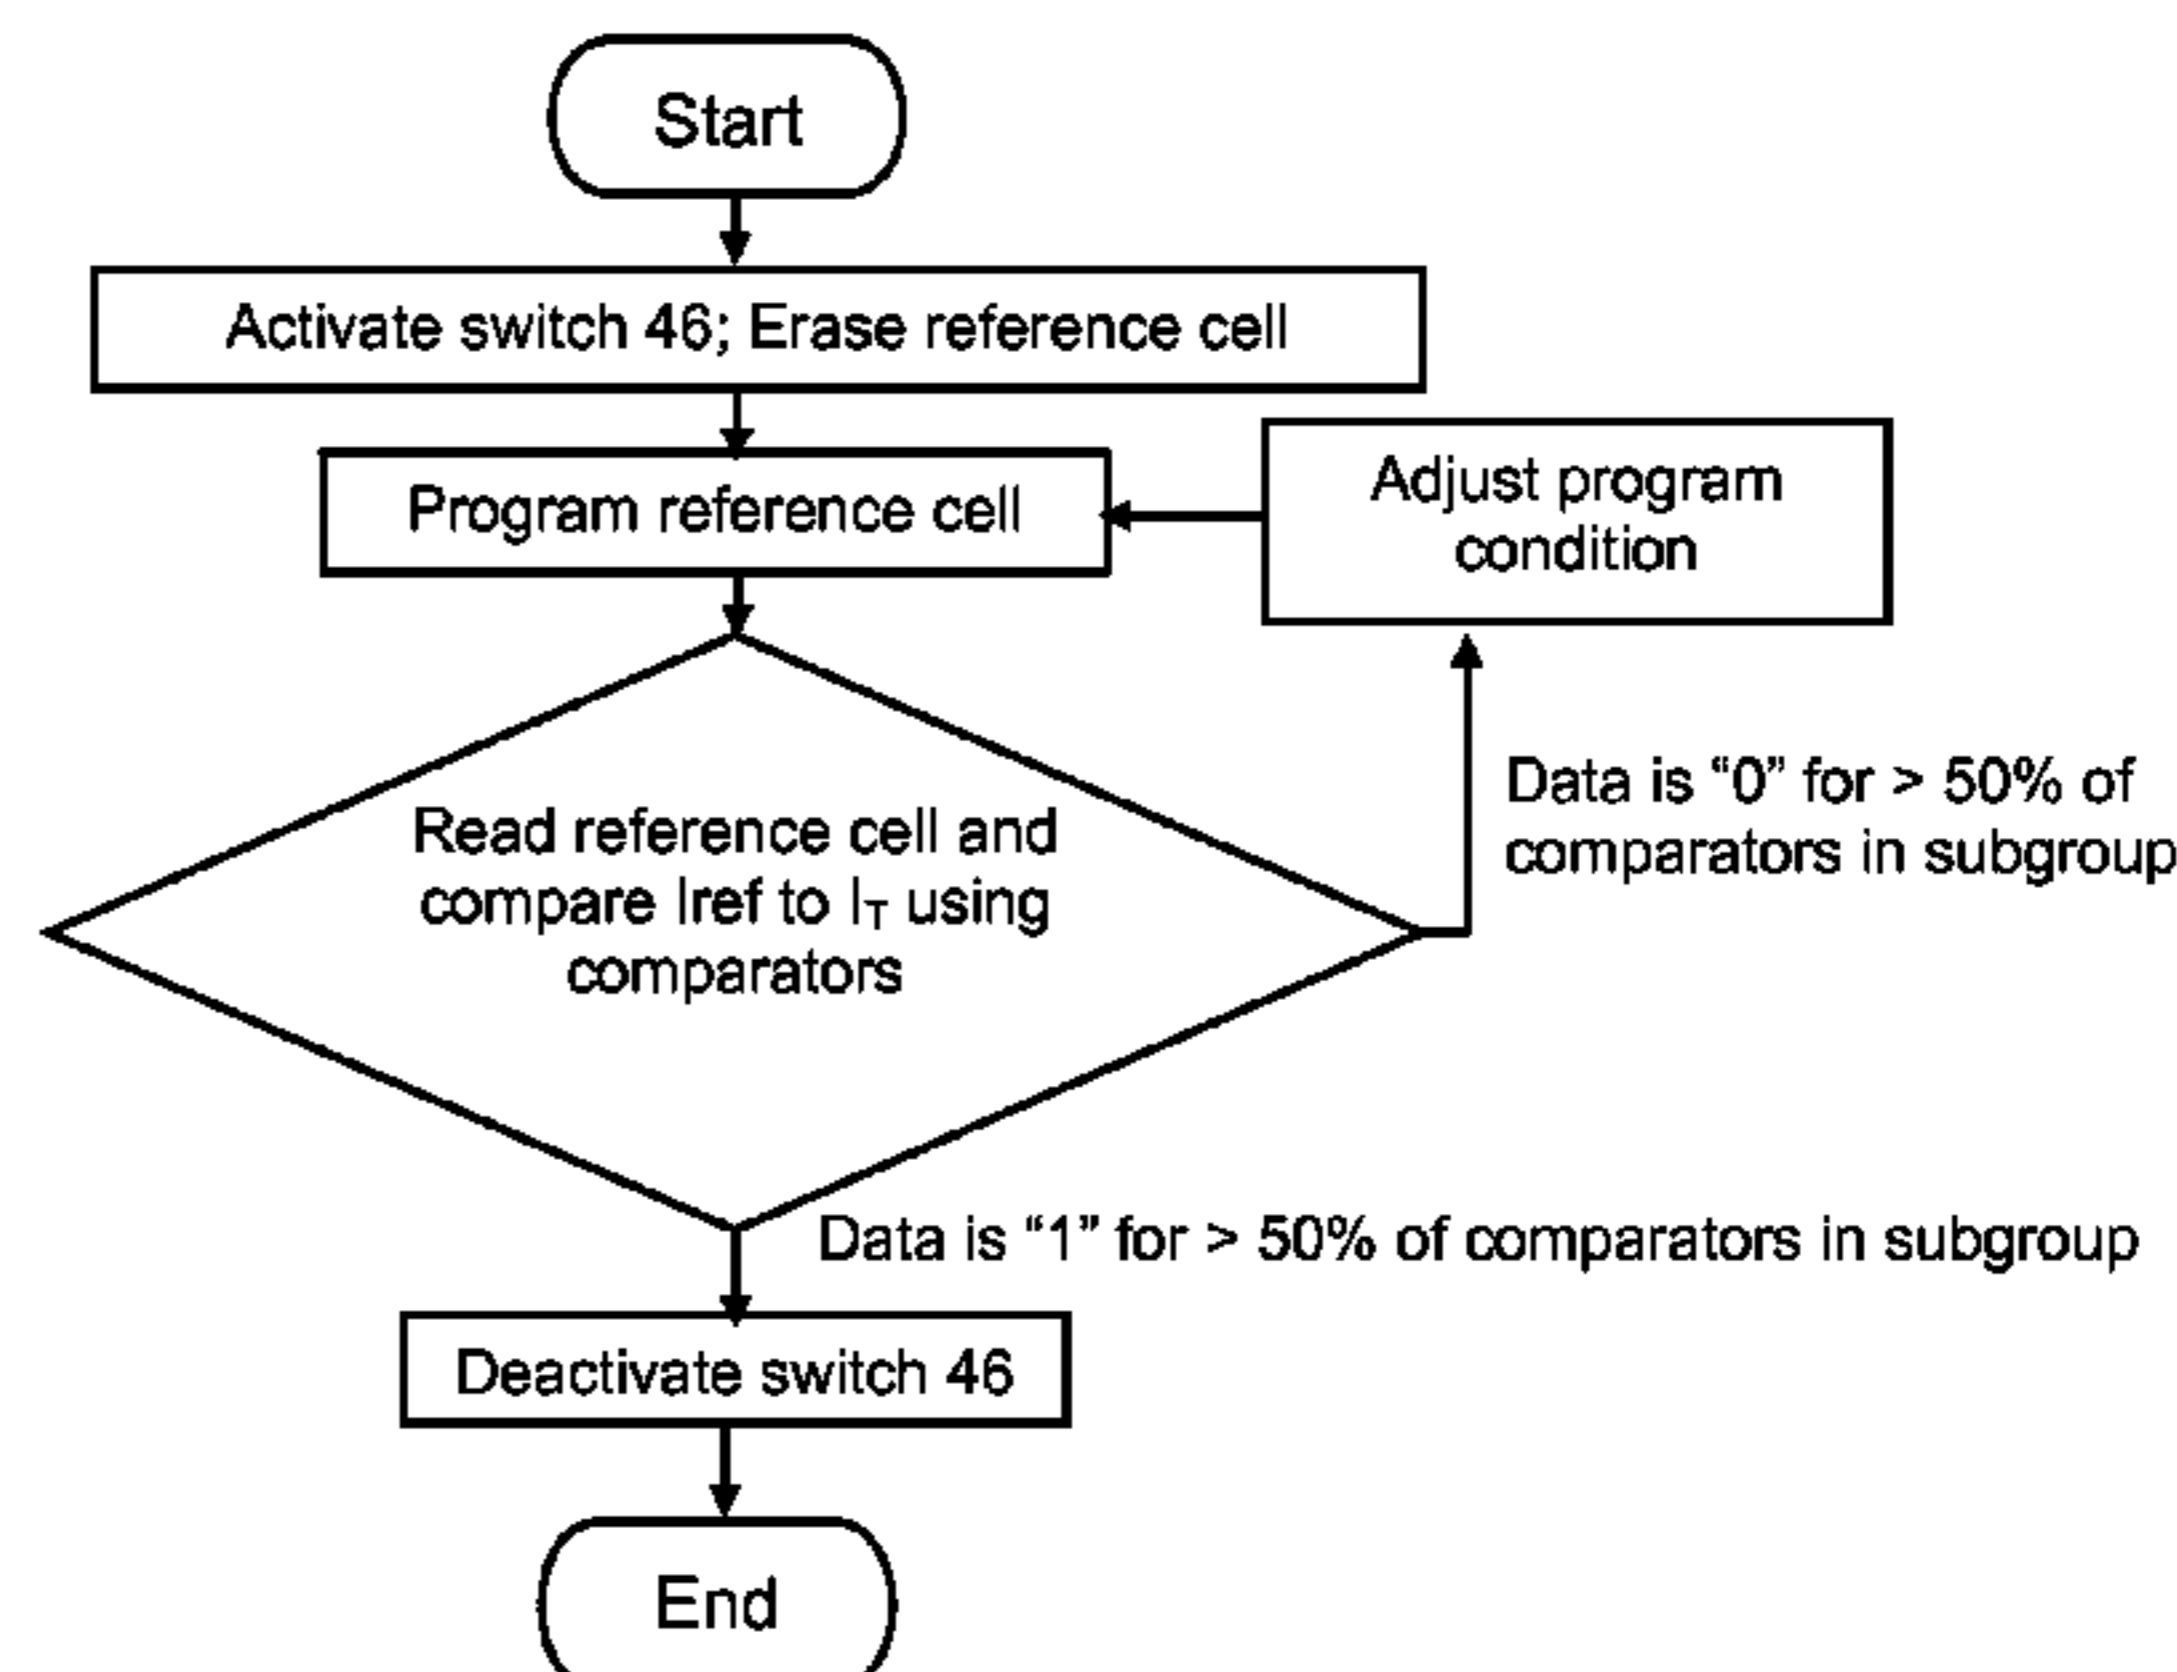 Start
Activate switch 46; Erase reference cell
Program reference cell
Adjust program
condition
Read reference cell and
compare Iref to I_T using
comparators
Data is “0” for > 50% of
comparators in subgroup
Data is “1” for > 50% of comparators in subgroup
Deactivate switch 46
End